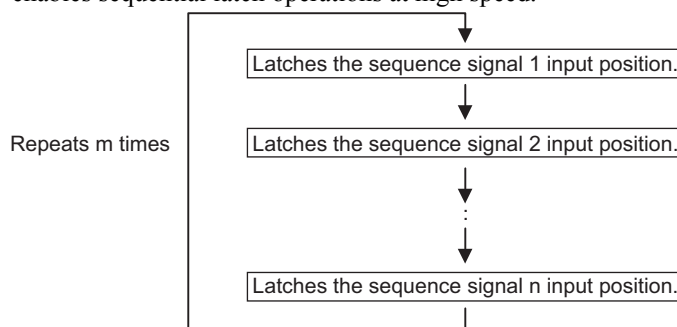 enables sequential latch operations at high speed.
Latches the sequence signal 1 input position.
Repeats m times
Latches the sequence signal 2 input position.
:
Latches the sequence signal n input position.